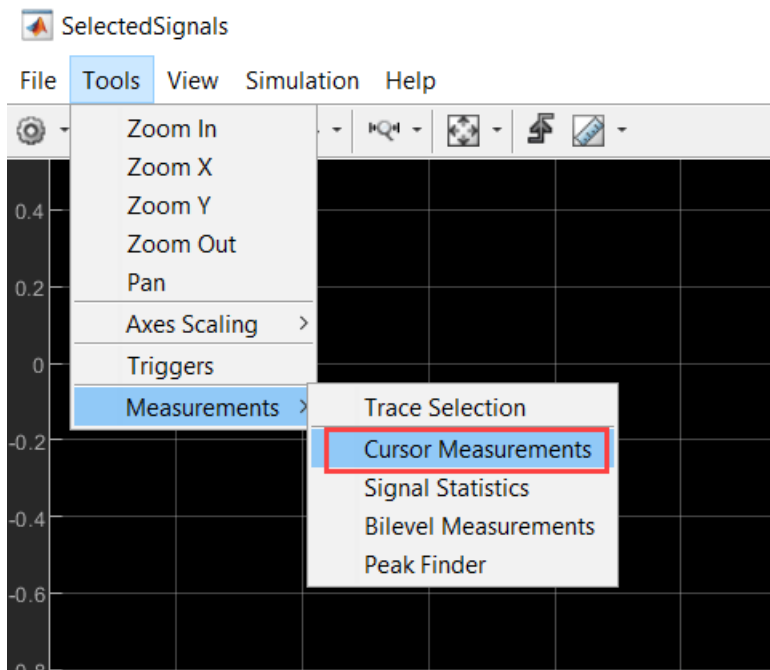 SelectedSignals
File Tools View Simulation Help
Zoom In
Zoom X
Zoom Y
Zoom Out
Pan
Axes Scaling
Triggers
Measurements
Trace Selection
Cursor Measurements
Signal Statistics
Bilevel Measurements
Peak Finder
0.4
0.2
0
-0.2
-0.4
-0.6